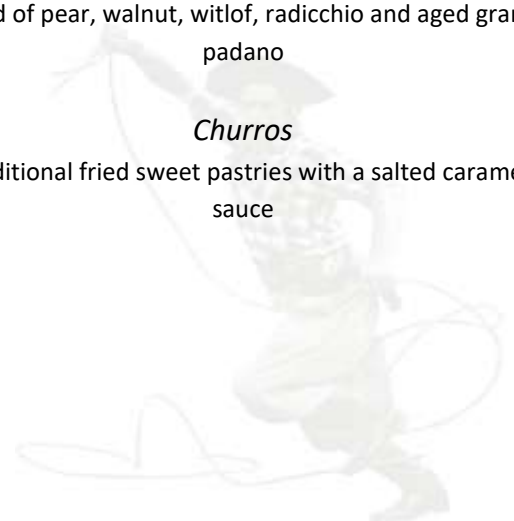 d of pear, walnut, witlof, radicchio and aged gran
padano
Churros
ditional fried sweet pastries with a salted carame
sauce